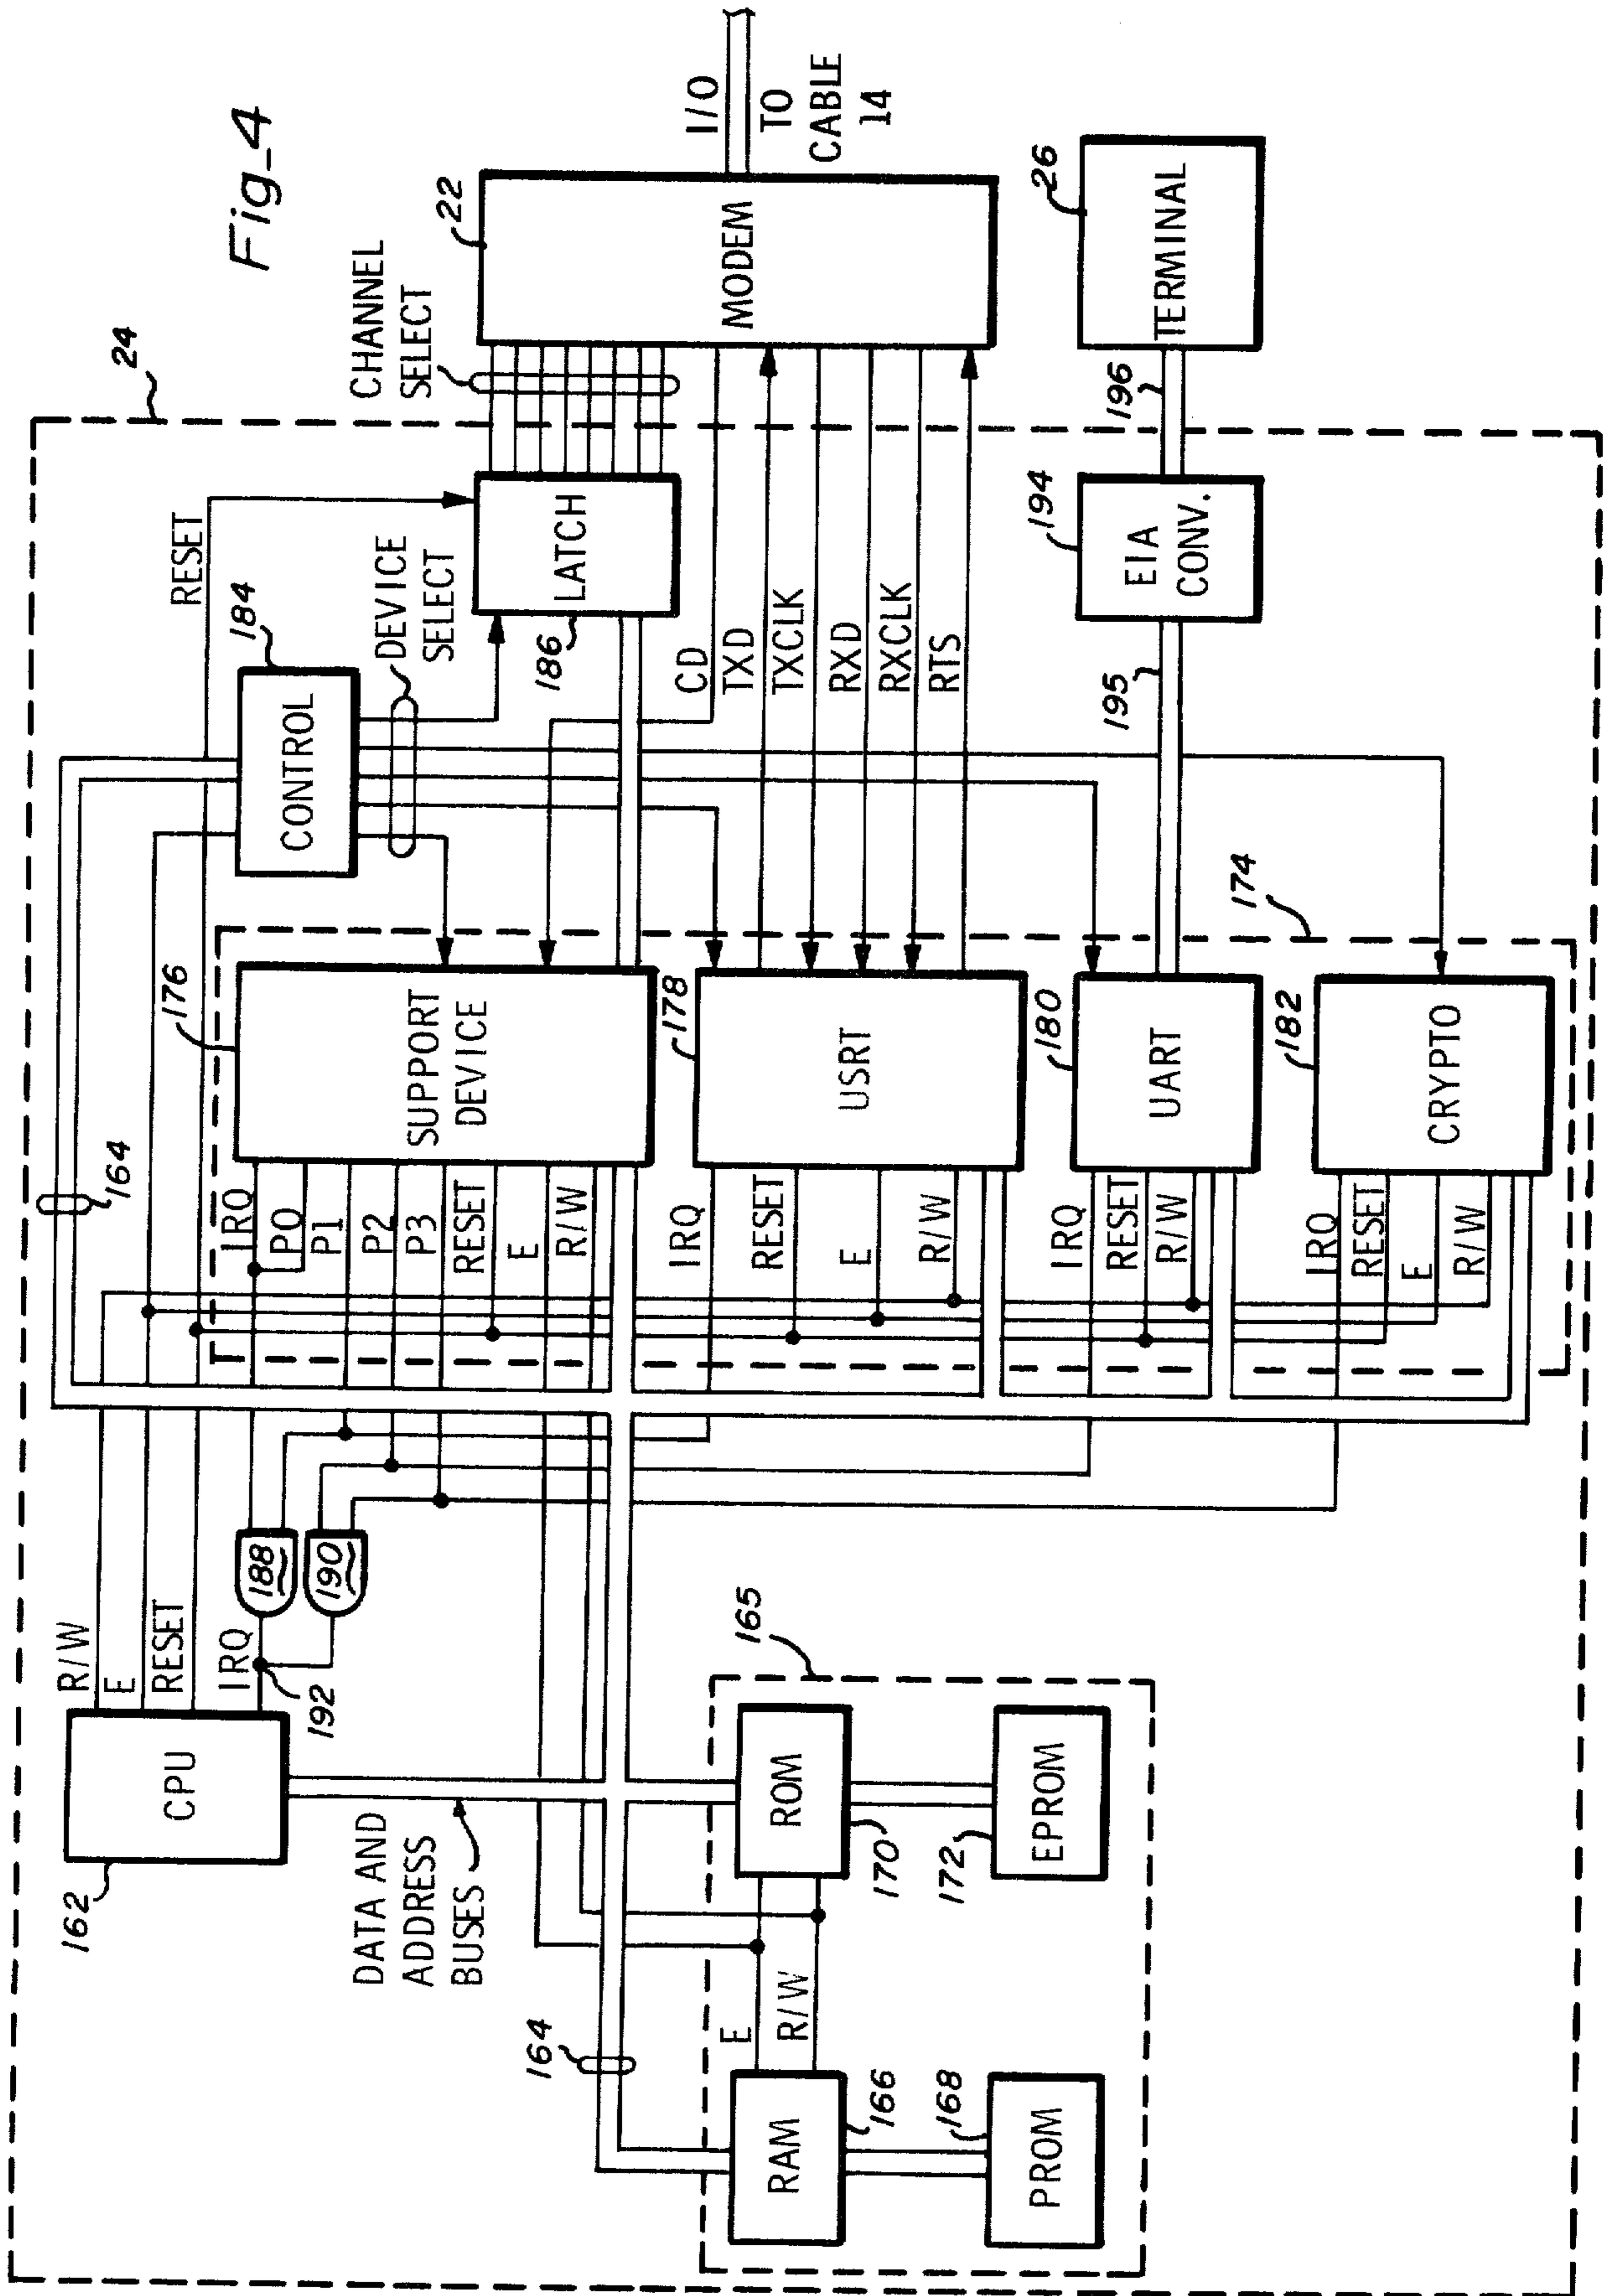 Fig_4
24
162
CPU
R/W
E
RESET
IRQ
192
188
190
DATA AND
ADDRESS
BUSES
164
164
165
RAM
166
PROM
168
E
R/W
ROM
170
EPROM
172
174
176
SUPPORT
DEVICE
IRQ
P0
P1
P2
P3
RESET
E
R/W
178
USRT
IRQ
RESET
E
R/W
180
UART
IRQ
RESET
R/W
182
CRYPTO
IRQ
RESET
E
R/W
184
CONTROL
DEVICE
SELECT
RESET
186
LATCH
CHANNEL
SELECT
CD
TXD
TXCLK
RXD
RXCLK
RTS
22
MODEM
I/O
TO
CABLE
14
195
194
EIA
CONV.
196
26
TERMINAL